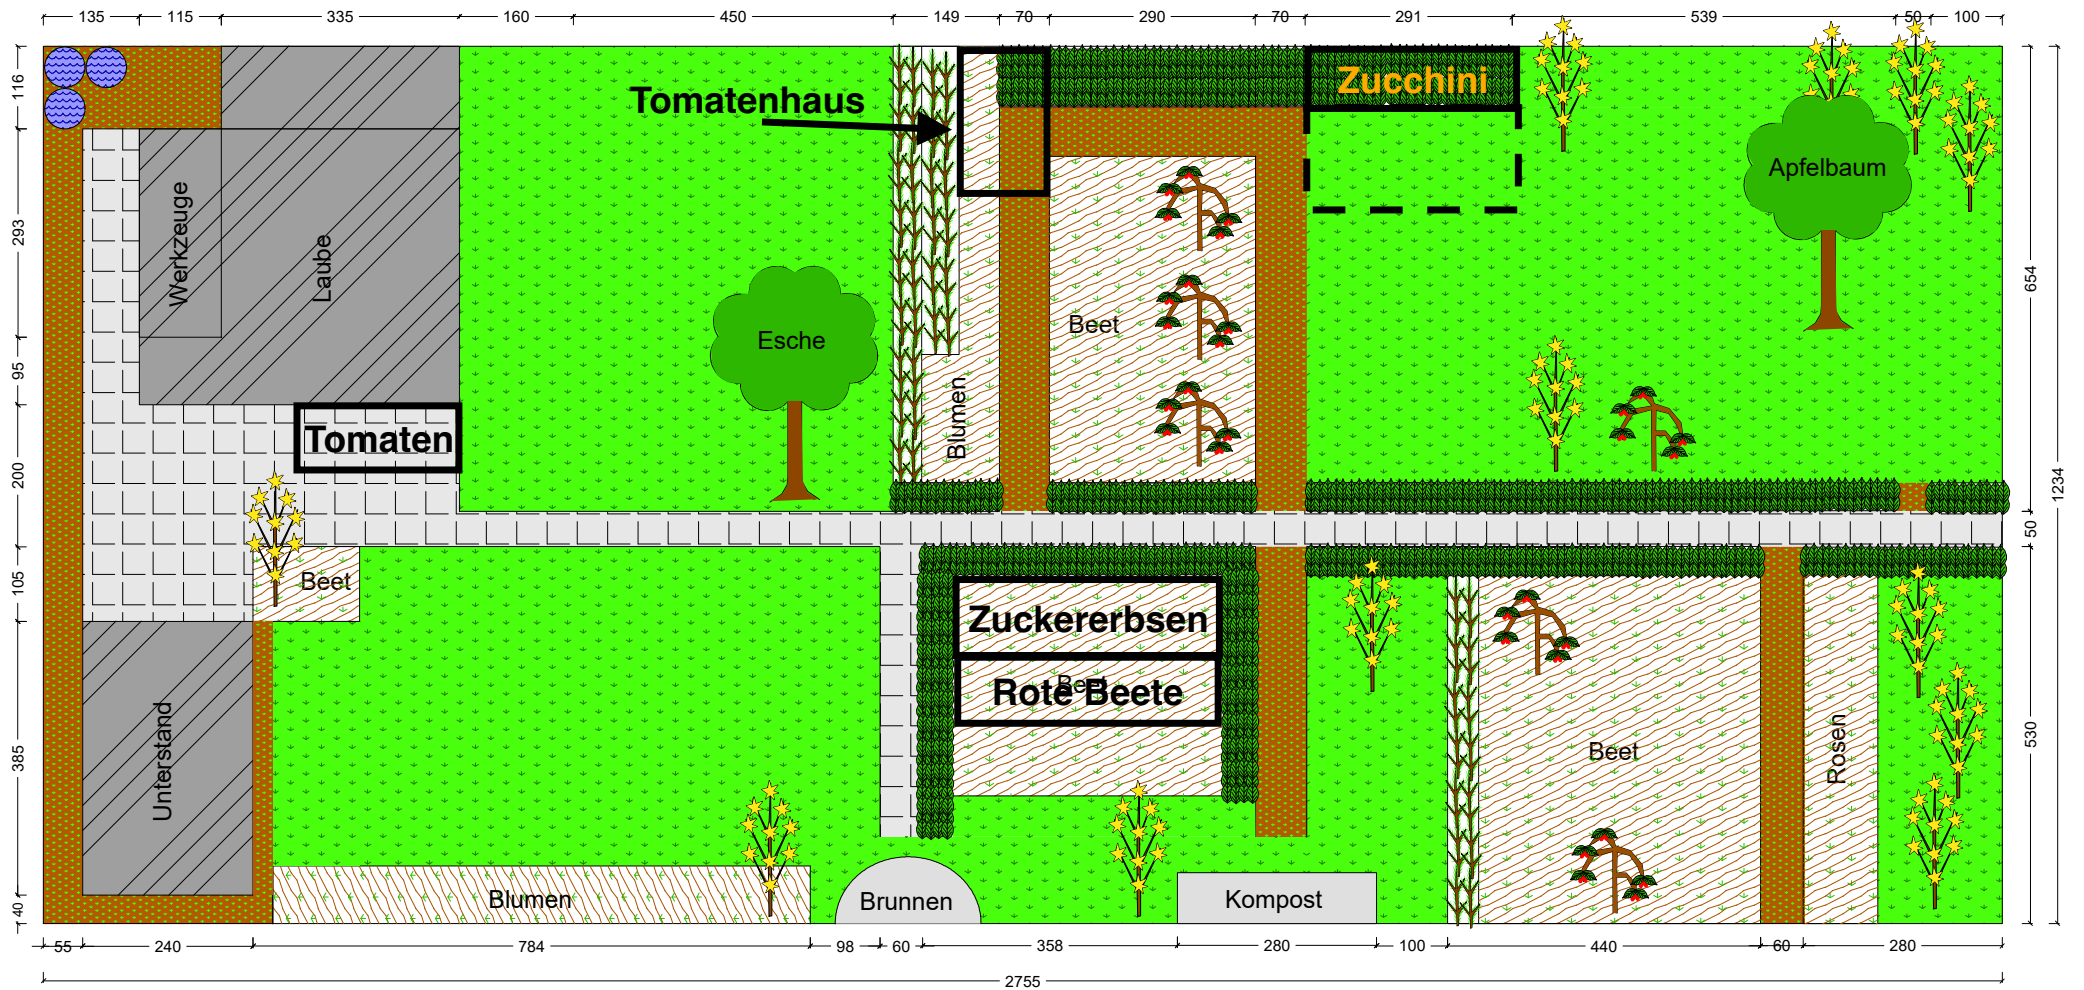 135 115 335 160 450 149 70 290 70 291 539 50 100
Zucchini
Tomatenhaus
116
Apfelbaum
Werkzeuge
293
Laube
654
Beet
Esche
95
Blumen
Tomaten
200
1234
50
Beet
105
Zuckererbsen
Beet
Rote Beete
385
Unterstand
530
Beet
Rosen
Blumen
Brunnen
Kompost
40
55 240 784 98 60 358 280 100 440 60 280
2755